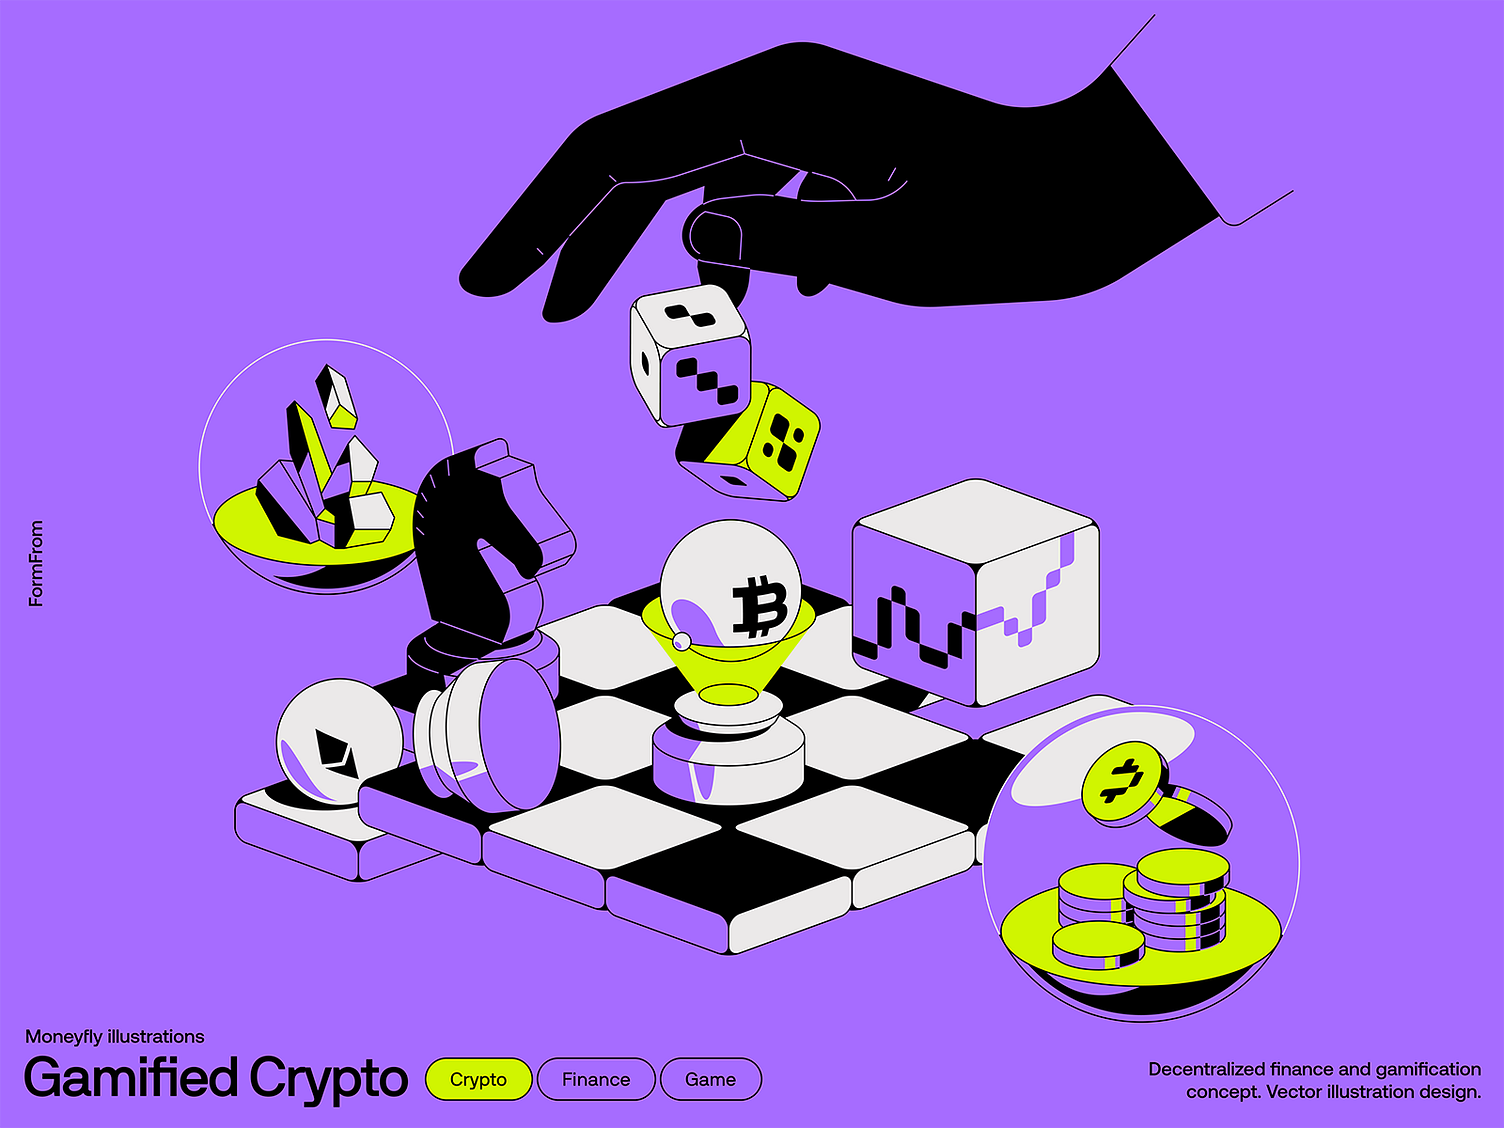 FormFrom
Moneyfly illustrations
Gamified Crypto
Crypto
Finance
Game
Decentralized finance and gamification
concept. Vector illustration design.